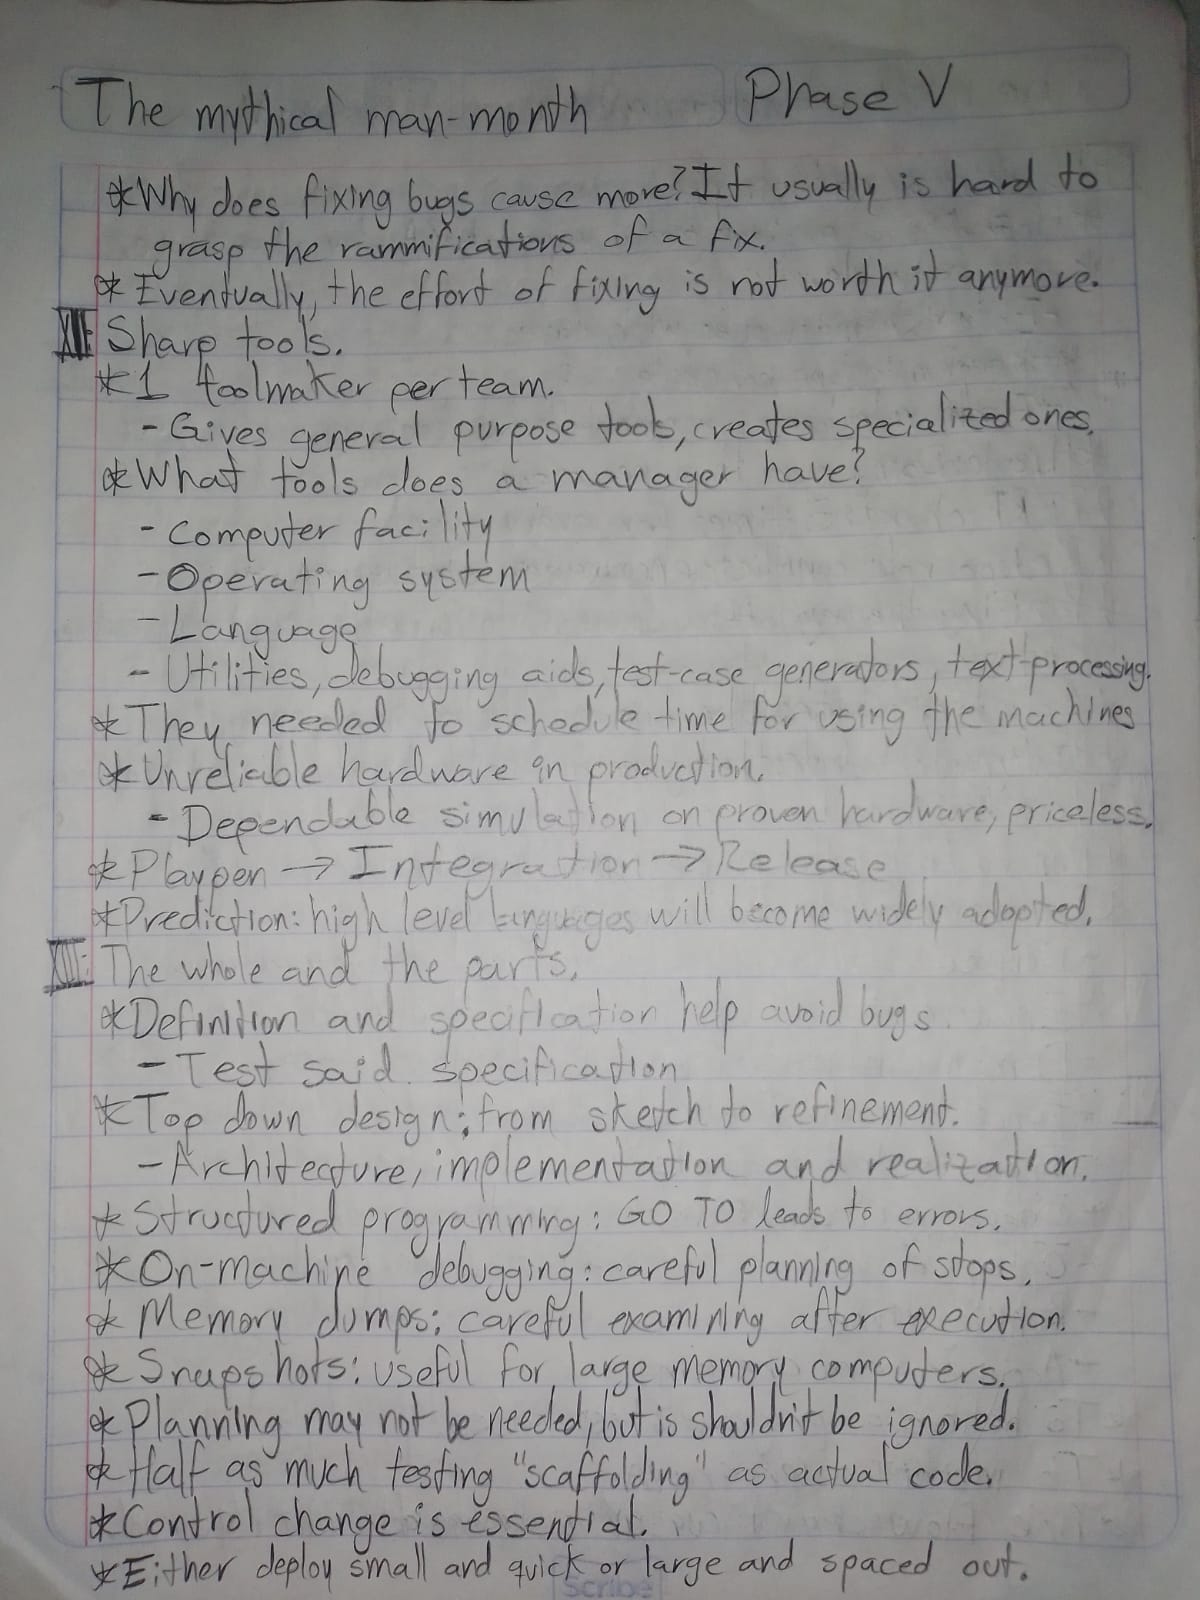 The mythical man-month
Phase V
*Why does fixing bugs cause more? It usually is hard to
grasp the rammifications of a fix.
* Eventually, the effort of fixing is not worth it anymore.
XII: Sharp tools.
*1 toolmaker per team.
- Gives general purpose tools, creates specialized ones.
*What tools does a manager have?
- Computer facility
- Operating system
- Language
- Utilities, debugging aids, test-case generators, text-processing.
* They needed to schedule time for using the machines
* Unreliable hardware in production.
- Dependable simulation on proven hardware, priceless.
* Playpen → Integration → Release
*Prediction: high level languages will become widely adopted.
XIII: The whole and the parts.
*Definition and specification help avoid bugs
- Test said specification
*Top down design: from sketch to refinement.
- Architecture, implementation and realization.
* Structured programming: GO TO leads to errors.
*On-machine debugging: careful planning of stops.
* Memory dumps: careful examining after execution.
* Snapshots: useful for large memory computers.
* Planning may not be needed, but is shouldn't be ignored.
* Half as much testing "scaffolding" as actual code.
*Control change is essential.
*Either deploy small and quick or large and spaced out.
Scribe